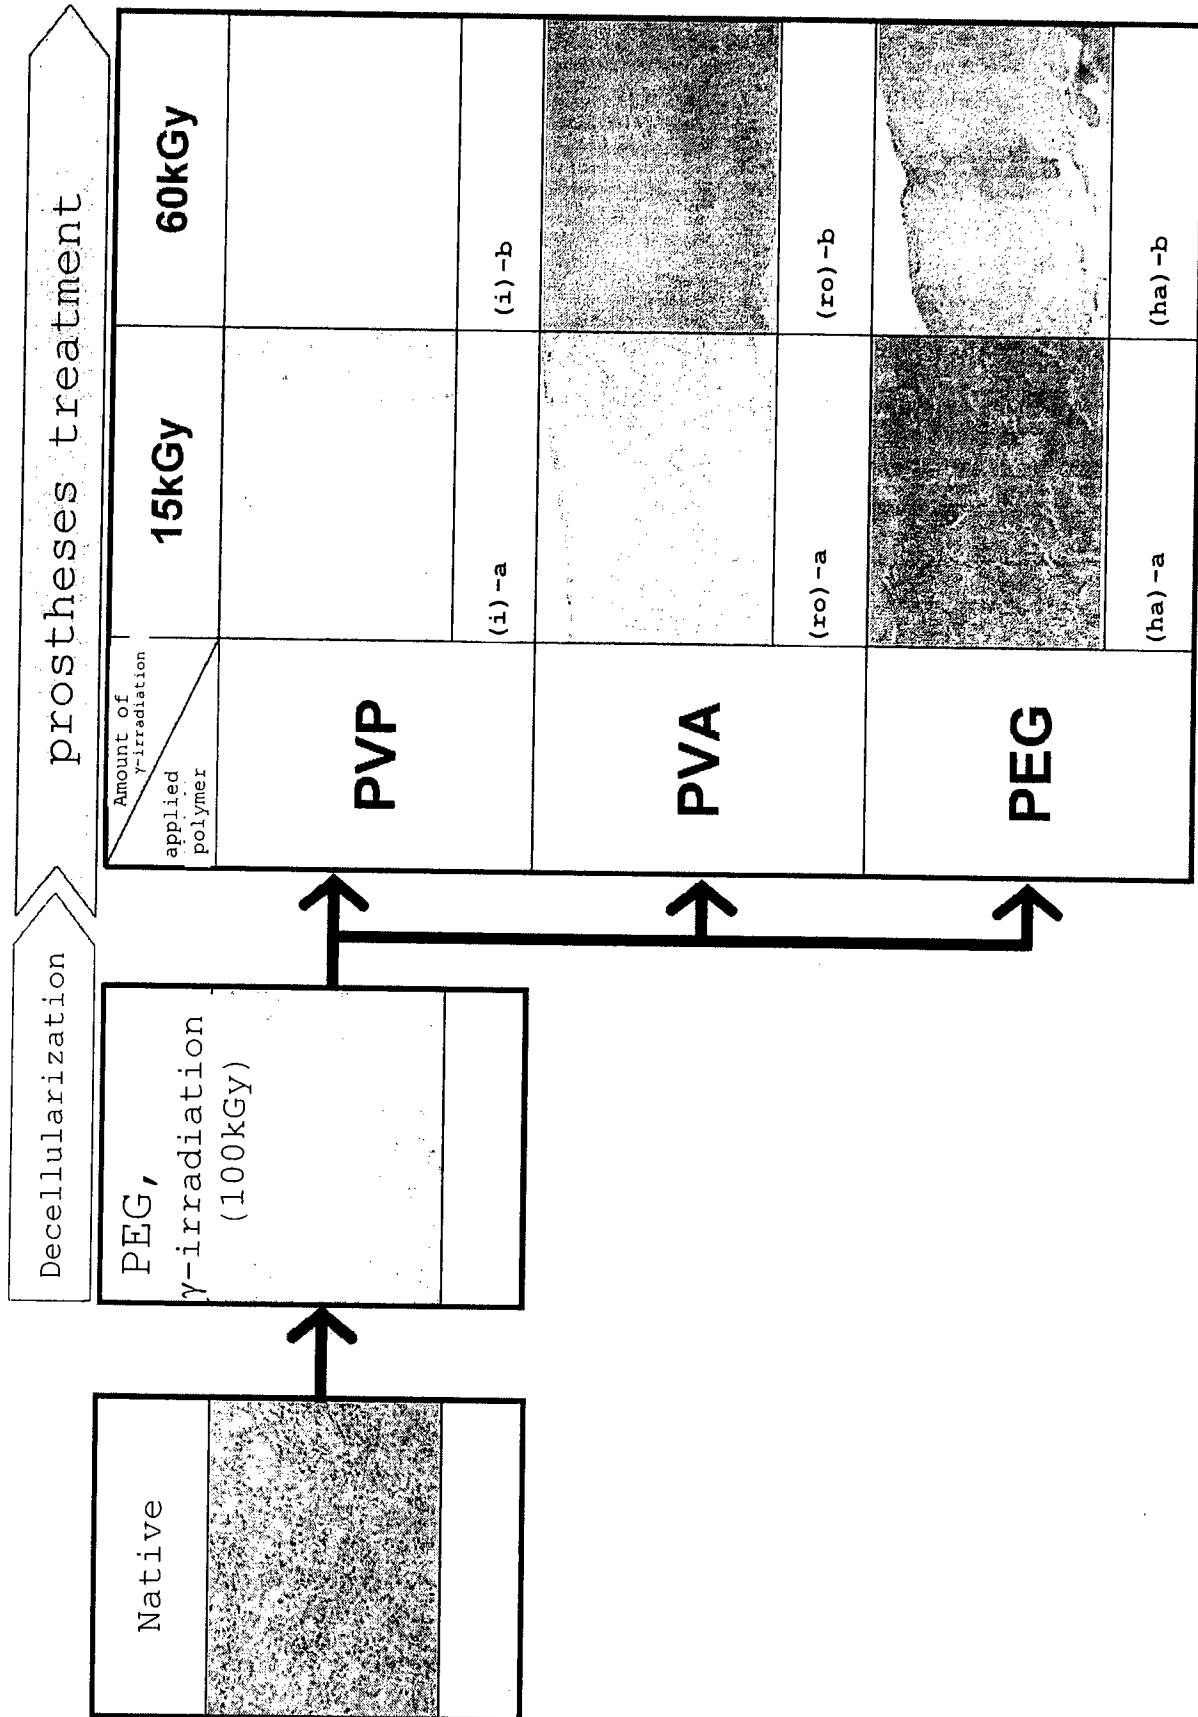 Decellularization
prostheses treatment
Native
PEG,
γ-irradiation
(100kGy)
Amount of
γ-irradiation
applied
polymer
15kGy
60kGy
PVP
(i)-a
(i)-b
PVA
(ro)-a
(ro)-b
PEG
(ha)-a
(ha)-b